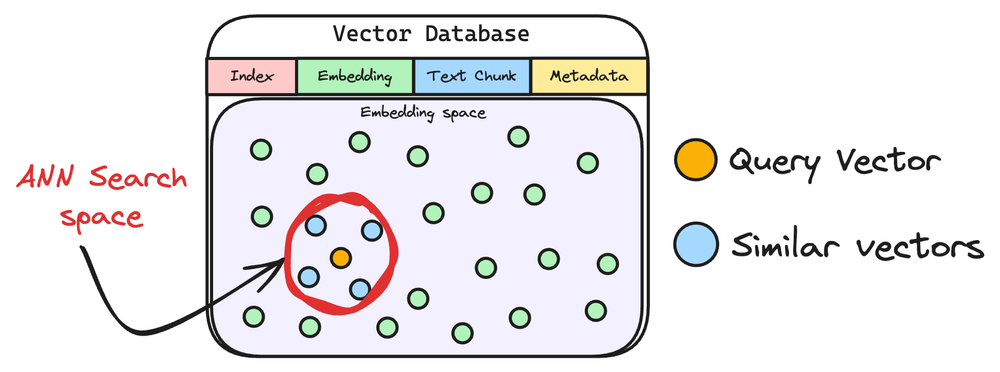 Vector Database
Index Embedding Text Chunk Metadata
Embedding space
ANN Search
space
Query Vector
Similar vectors